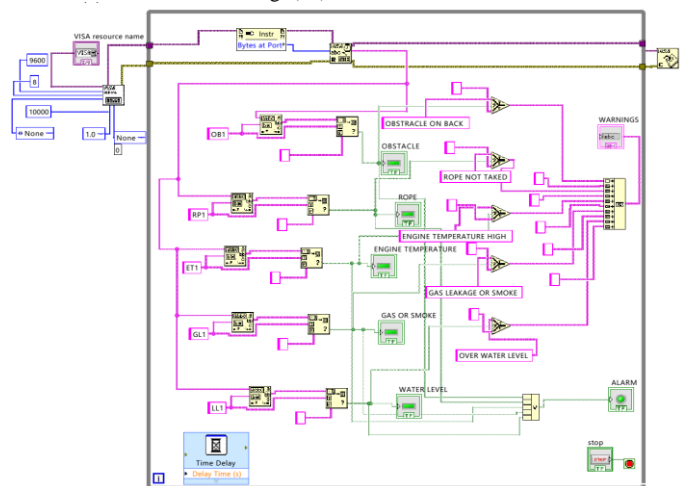 VISA resource name
9600
8
10000
None
1.0
None
0
Instr
Bytes at Port
OB1
OBSTRACLE ON BACK
OBSTACLE
WARNINGS
ROPE NOT TAKED
RP1
ROPE
ENGINE TEMPERATURE HIGH
ET1
ENGINE TEMPERATURE
GAS LEAKAGE OR SMOKE
GL1
GAS OR SMOKE
OVER WATER LEVEL
LL1
WATER LEVEL
ALARM
Time Delay
Delay Time (s)
stop
STOP
i